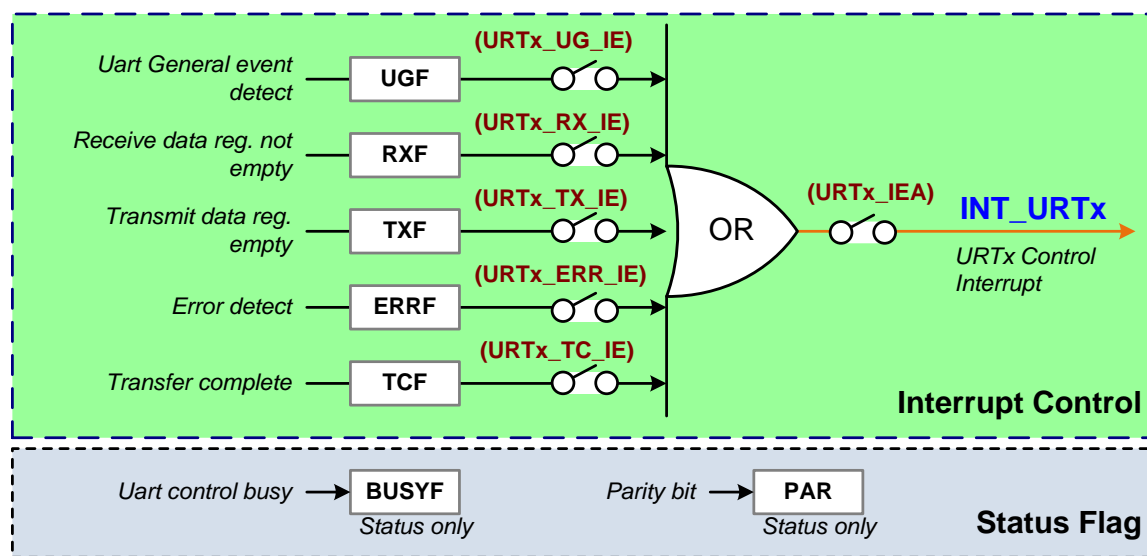 (URTx_UG_IE)
Uart General event
detect
UGF
(URTx_RX_IE)
Receive data reg. not
empty
RXF
(URTx_TX_IE)
Transmit data reg.
empty
TXF
(URTx_ERR_IE)
Error detect
ERRF
(URTx_TC_IE)
Transfer complete
TCF
OR
(URTx_IEA)
INT_URTx
URTx Control
Interrupt
Interrupt Control
Uart control busy
BUSYF
Status only
Parity bit
PAR
Status only
Status Flag